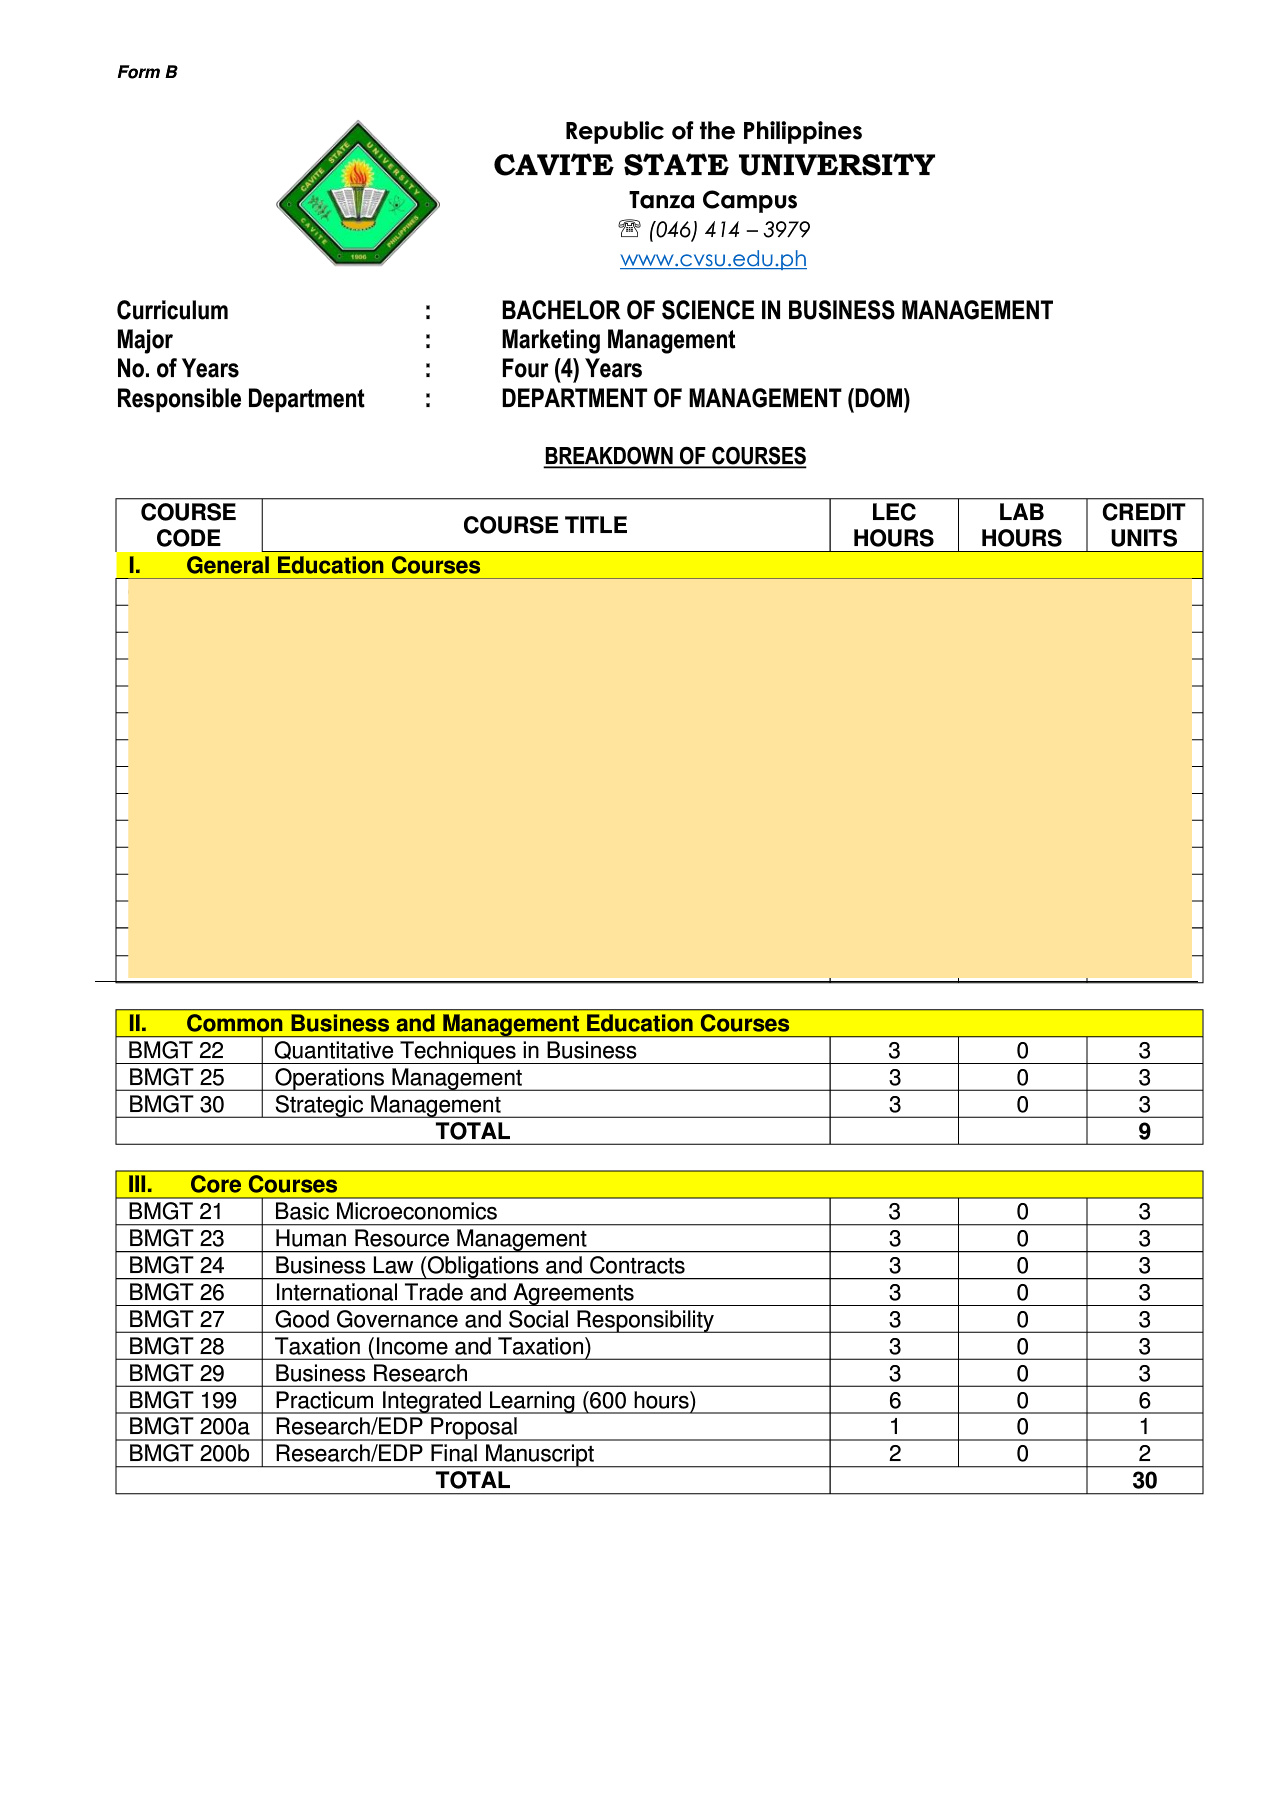 Form B
Republic of the Philippines
CAVITE STATE UNIVERSITY
Tanza Campus
☏ (046) 414 – 3979
www.cvsu.edu.ph
CAVITE STATE UNIVERSITY
CAVITE PHILIPPINES
1906
Curriculum : BACHELOR OF SCIENCE IN BUSINESS MANAGEMENT
Major : Marketing Management
No. of Years : Four (4) Years
Responsible Department : DEPARTMENT OF MANAGEMENT (DOM)
BREAKDOWN OF COURSES
COURSE CODE COURSE TITLE LEC HOURS LAB HOURS CREDIT UNITS
I. General Education Courses
II. Common Business and Management Education Courses
BMGT 22 Quantitative Techniques in Business 3 0 3
BMGT 25 Operations Management 3 0 3
BMGT 30 Strategic Management 3 0 3
TOTAL 9
III. Core Courses
BMGT 21 Basic Microeconomics 3 0 3
BMGT 23 Human Resource Management 3 0 3
BMGT 24 Business Law (Obligations and Contracts 3 0 3
BMGT 26 International Trade and Agreements 3 0 3
BMGT 27 Good Governance and Social Responsibility 3 0 3
BMGT 28 Taxation (Income and Taxation) 3 0 3
BMGT 29 Business Research 3 0 3
BMGT 199 Practicum Integrated Learning (600 hours) 6 0 6
BMGT 200a Research/EDP Proposal 1 0 1
BMGT 200b Research/EDP Final Manuscript 2 0 2
TOTAL 30